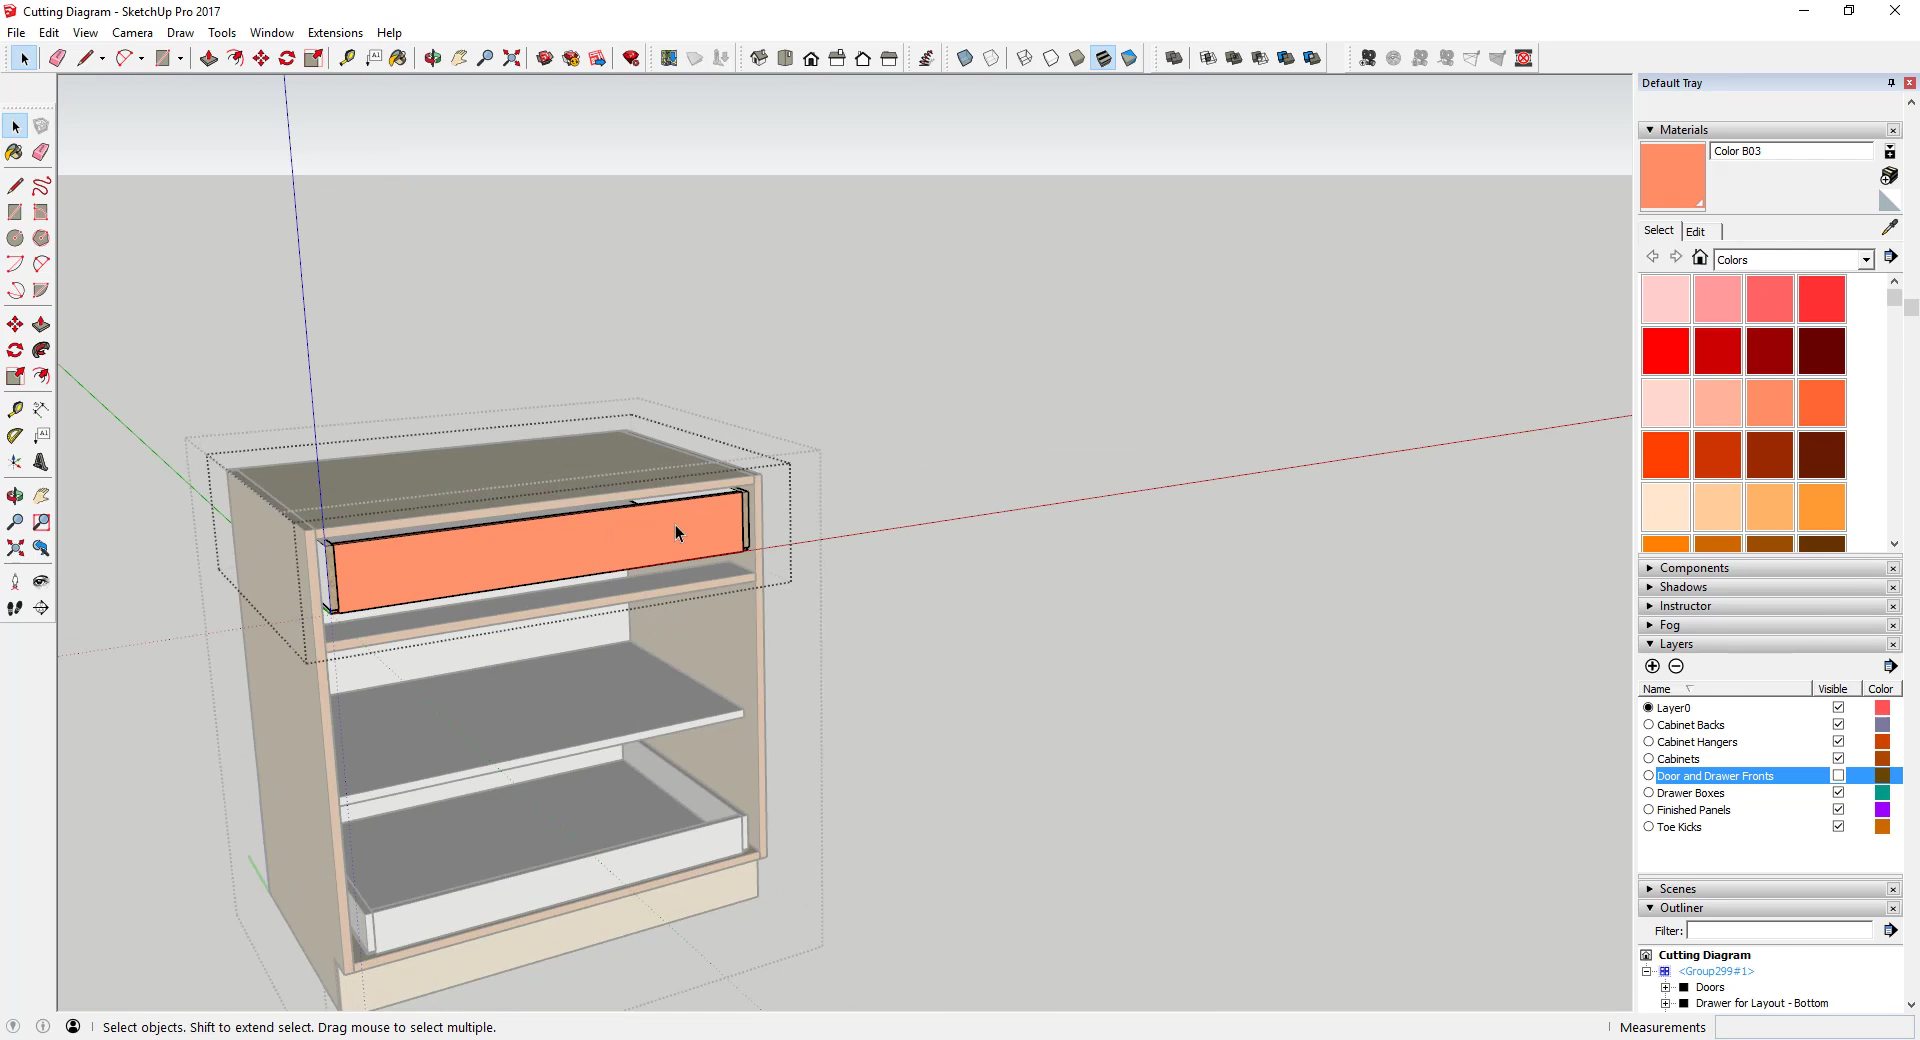 Cutting Diagram - SketchUp Pro 2017
File Edit View Camera Draw Tools Window Extensions Help
Default Tray
Materials
Color B03
Select Edit
Colors
Components
Shadows
Instructor
Fog
Layers
Name Visible Color
Layer0
Cabinet Backs
Cabinet Hangers
Cabinets
Door and Drawer Fronts
Drawer Boxes
Finished Panels
Toe Kicks
Scenes
Outliner
Filter:
Cutting Diagram
<Group299#1>
Doors
Drawer for Layout - Bottom
Select objects. Shift to extend select. Drag mouse to select multiple.
Measurements